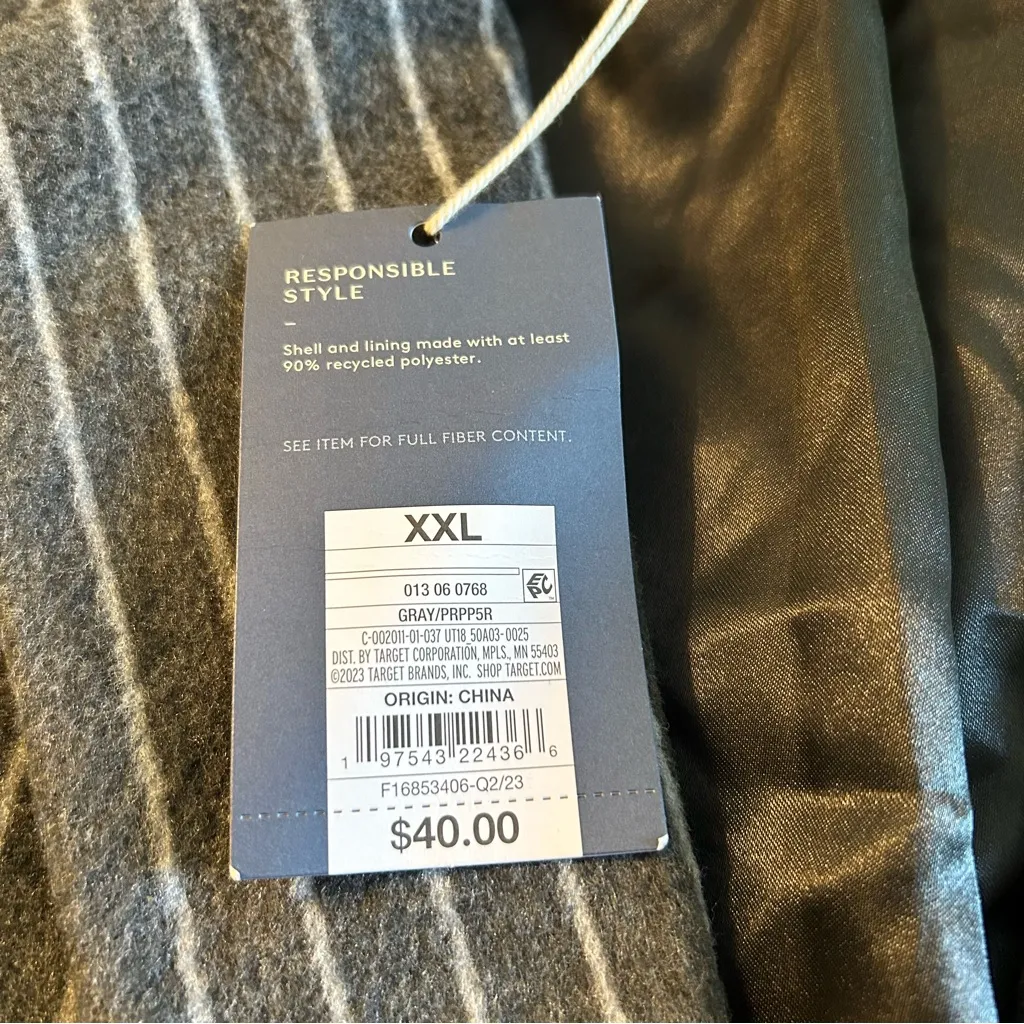 RESPONSIBLE
STYLE
–
Shell and lining made with at least
90% recycled polyester.
SEE ITEM FOR FULL FIBER CONTENT.
XXL
013 06 0768
EPC™
GRAY/PRPP5R
C-002011-01-037 UT18 50A03-0025
DIST. BY TARGET CORPORATION, MPLS., MN 55403
©2023 TARGET BRANDS, INC. SHOP TARGET.COM
ORIGIN: CHINA
1 97543 22436 6
F16853406-Q2/23
$40.00